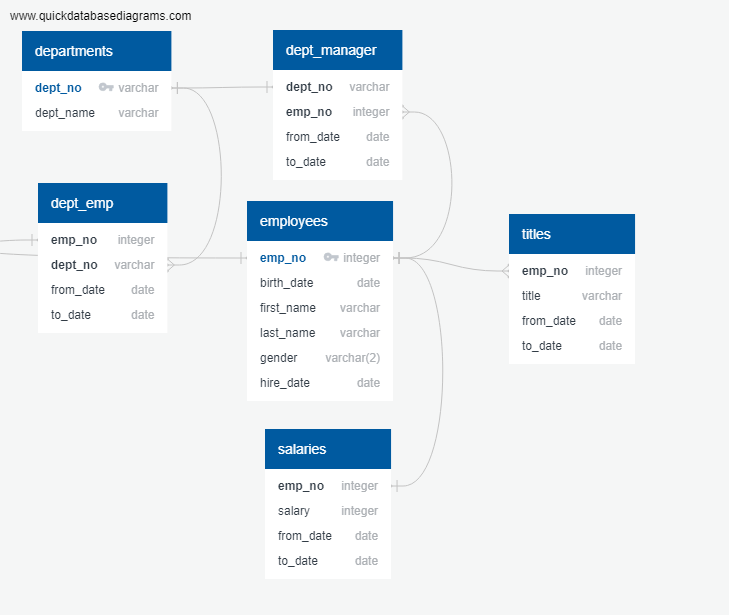 www.quickdatabasediagrams.com
departments
dept_no varchar
dept_name varchar
dept_manager
dept_no varchar
emp_no integer
from_date date
to_date date
dept_emp
emp_no integer
dept_no varchar
from_date date
to_date date
employees
emp_no integer
birth_date date
first_name varchar
last_name varchar
gender varchar(2)
hire_date date
titles
emp_no integer
title varchar
from_date date
to_date date
salaries
emp_no integer
salary integer
from_date date
to_date date